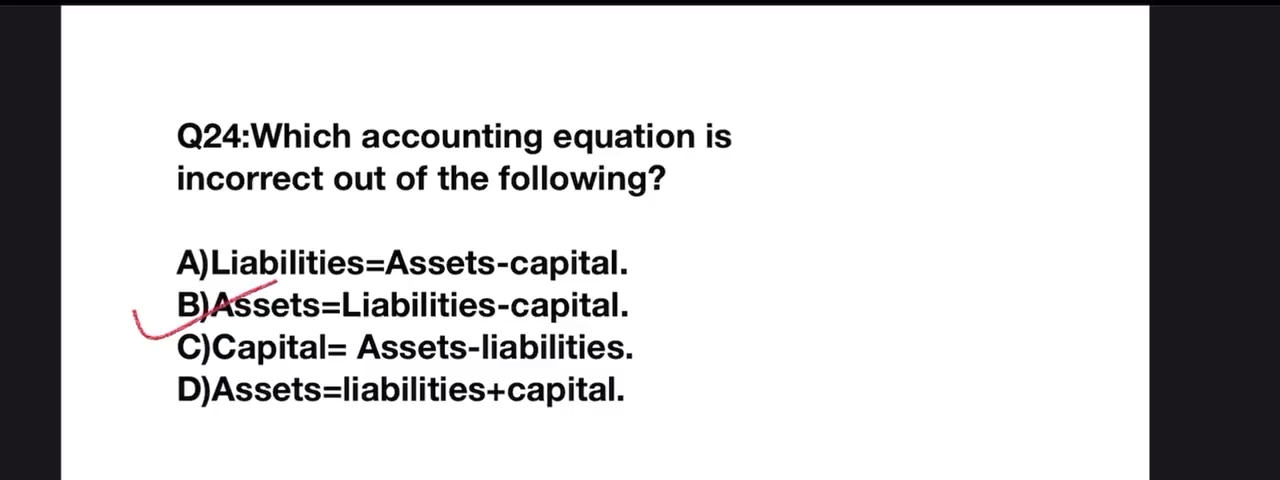 Q24:Which accounting equation is
incorrect out of the following?
A)Liabilities=Assets-capital.
B)Assets=Liabilities-capital.
C)Capital= Assets-liabilities.
D)Assets=liabilities+capital.